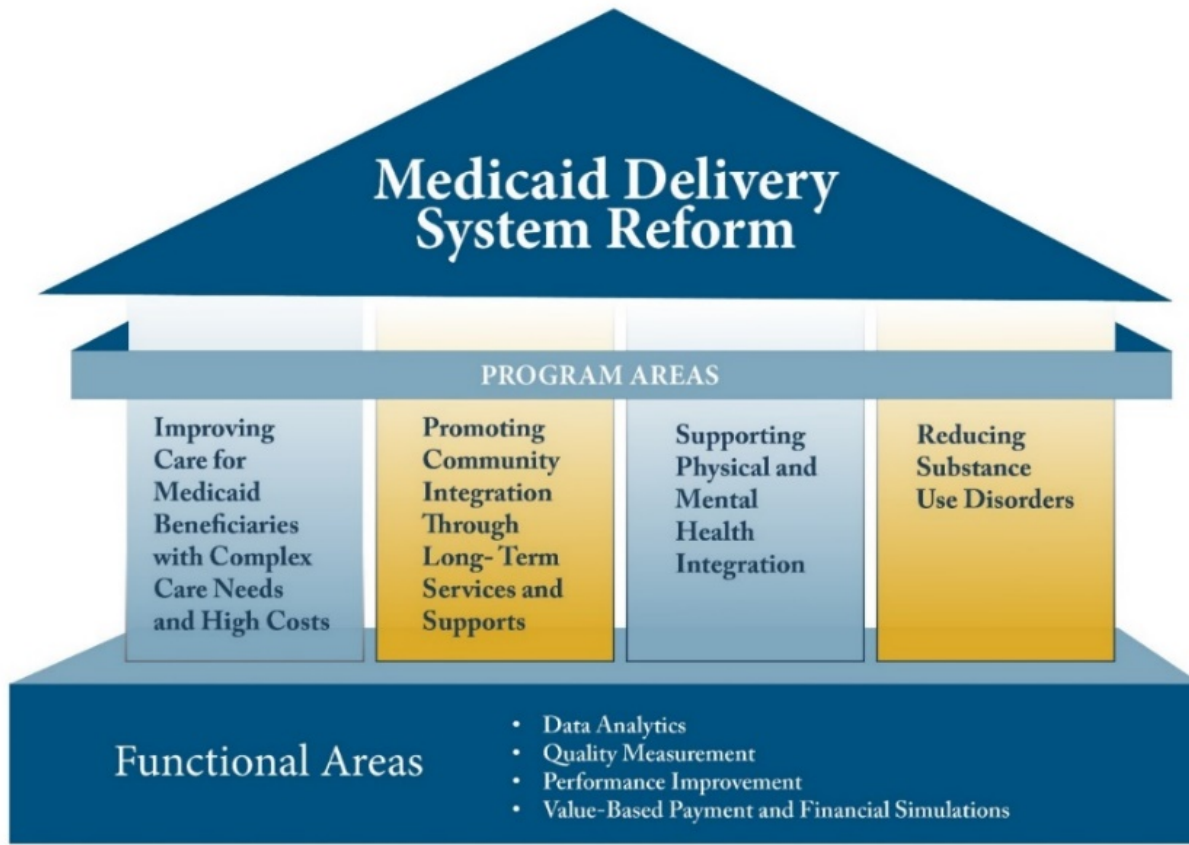 Medicaid Delivery
System Reform
PROGRAM AREAS
Improving
Care for
Medicaid
Beneficiaries
with Complex
Care Needs
and High Costs
Promoting
Community
Integration
Through
Long- Term
Services and
Supports
Supporting
Physical and
Mental
Health
Integration
Reducing
Substance
Use Disorders
Functional Areas
• Data Analytics
• Quality Measurement
• Performance Improvement
• Value-Based Payment and Financial Simulations